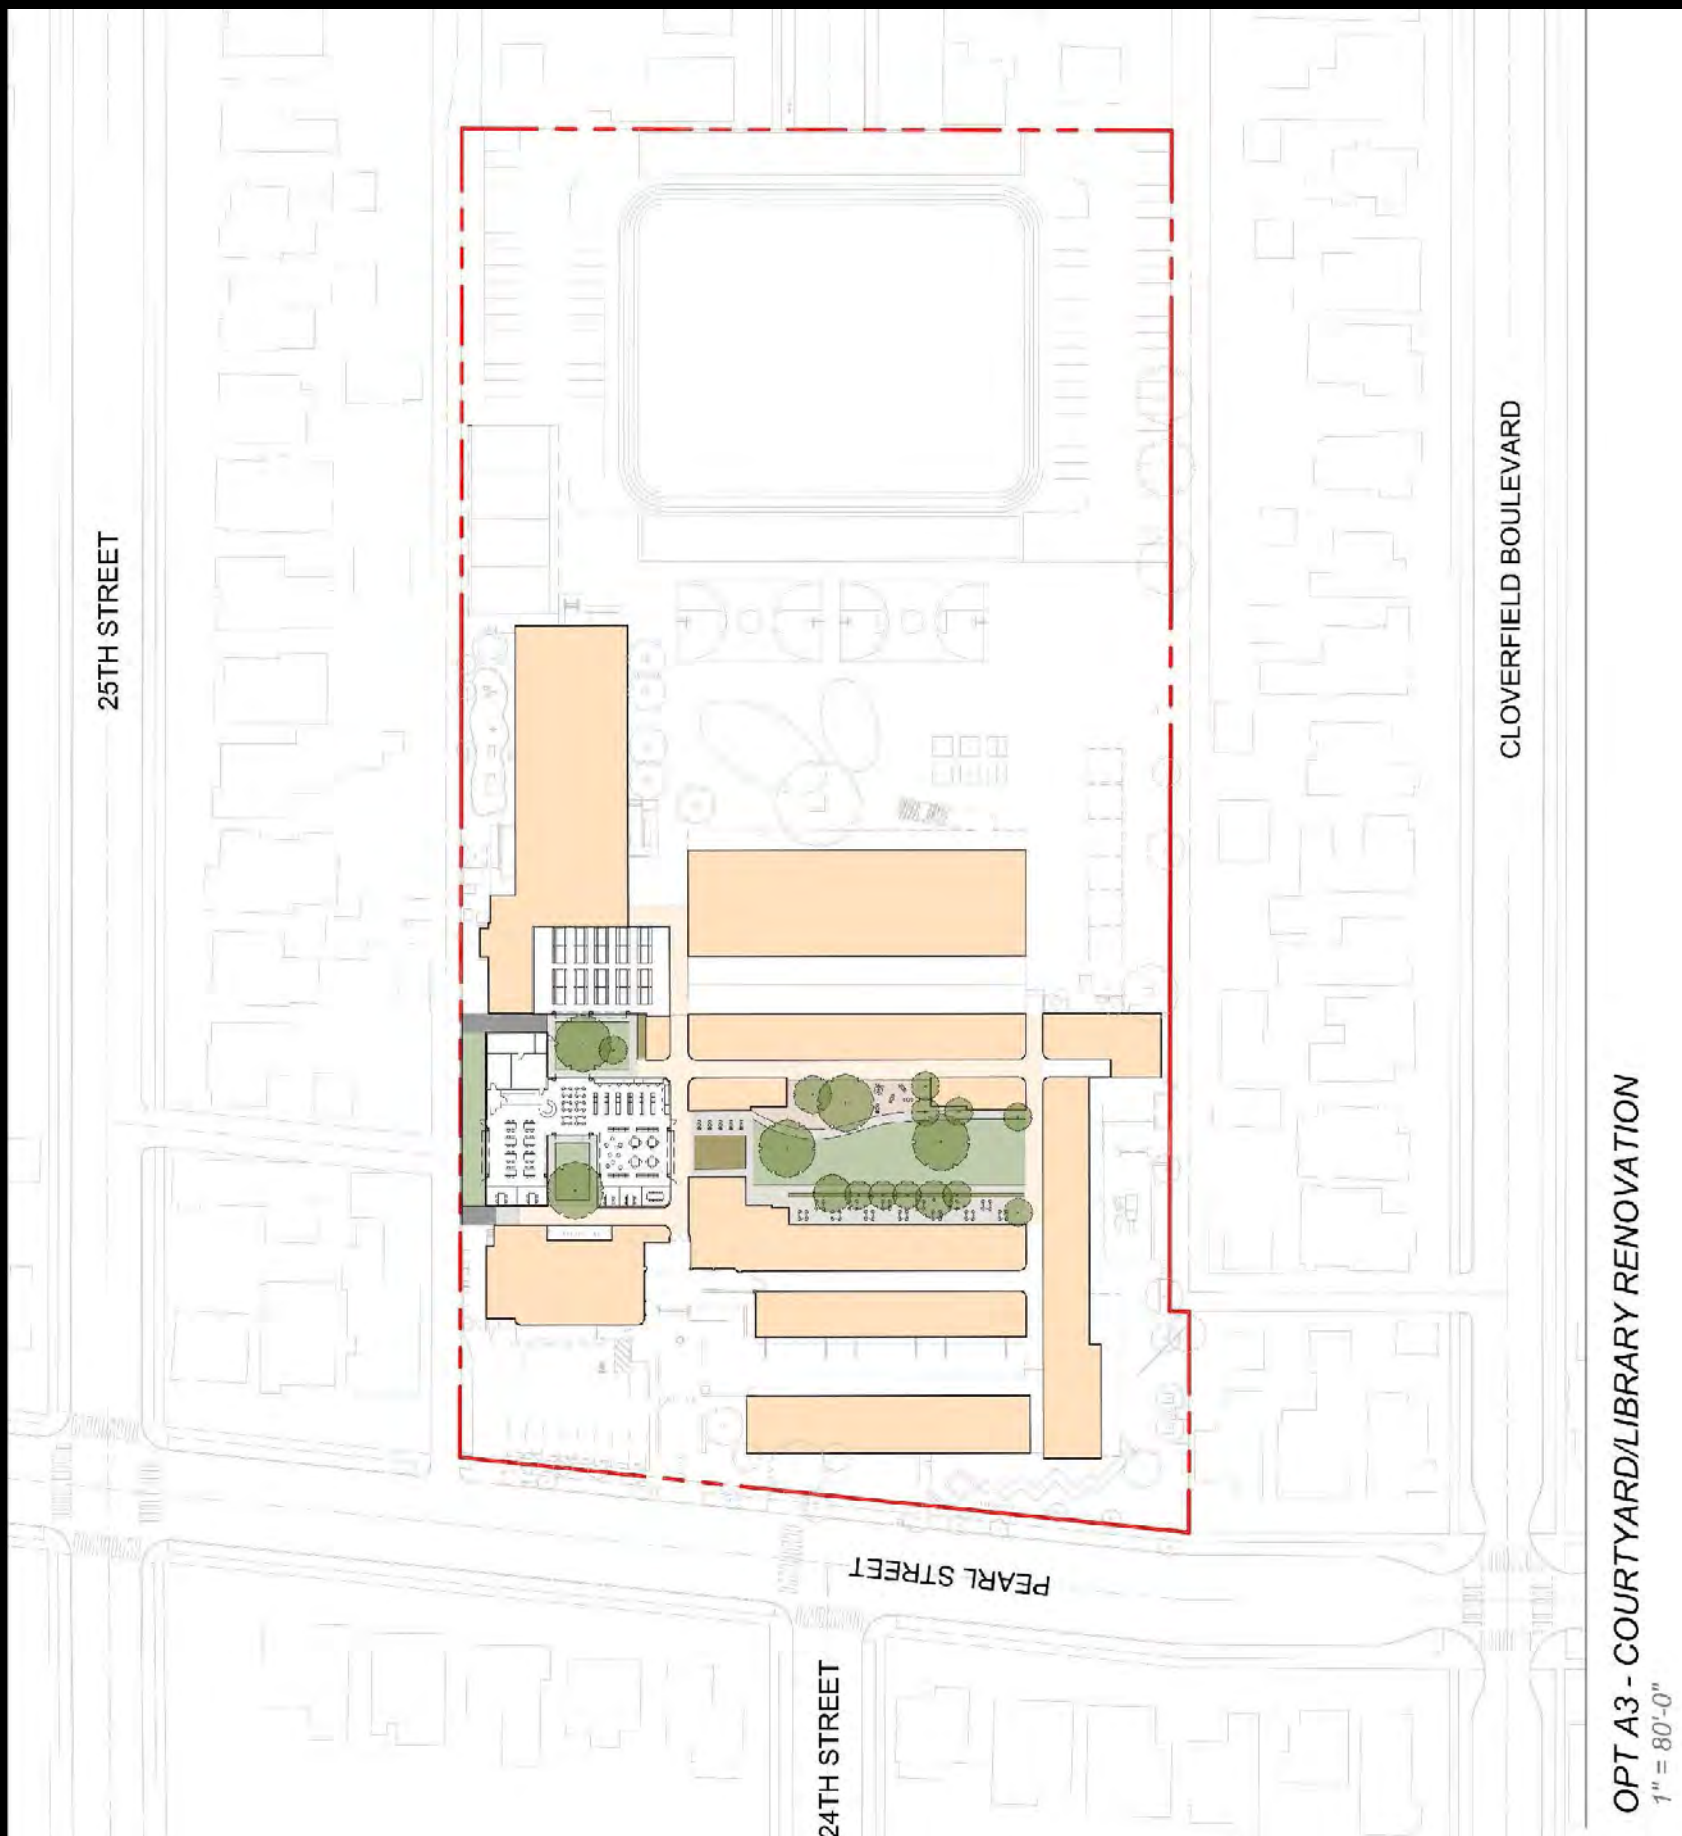 25TH STREET
CLOVERFIELD BOULEVARD
PEARL STREET
24TH STREET
OPT A3 - COURTYARD/LIBRARY RENOVATION
1" = 80'-0"